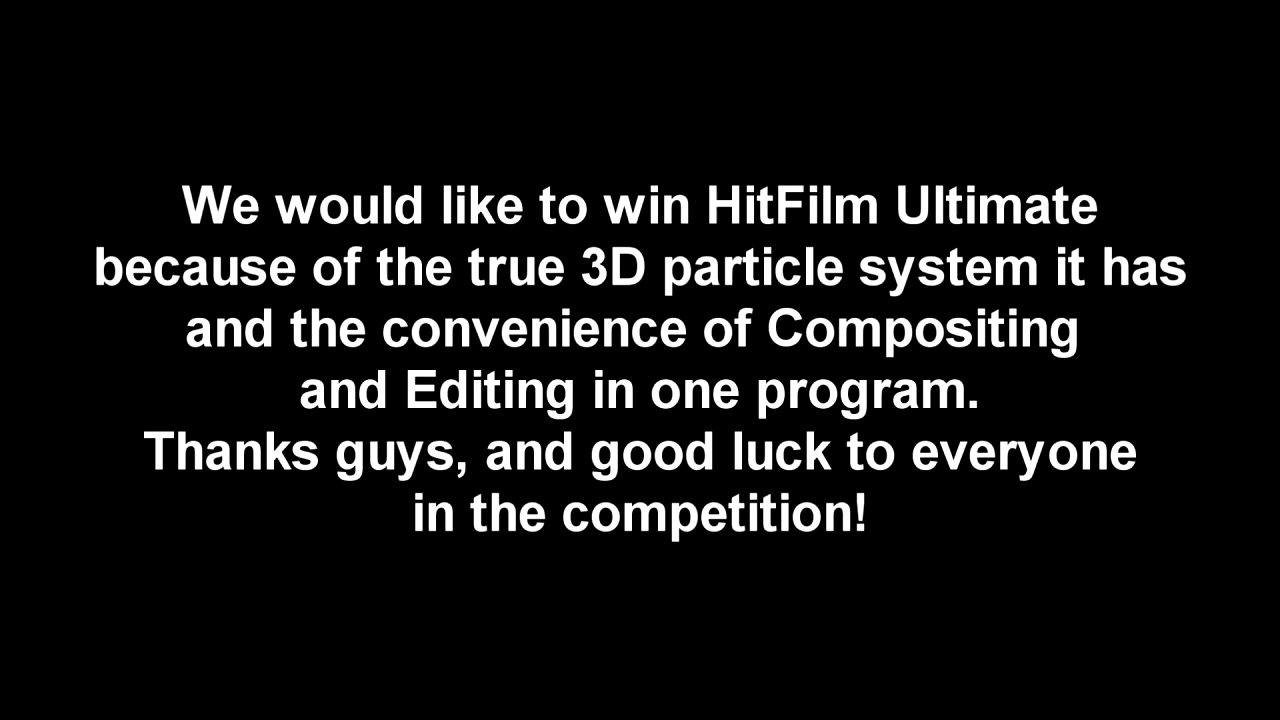 We would like to win HitFilm Ultimate
because of the true 3D particle system it has
and the convenience of Compositing
and Editing in one program.
Thanks guys, and good luck to everyone
in the competition!